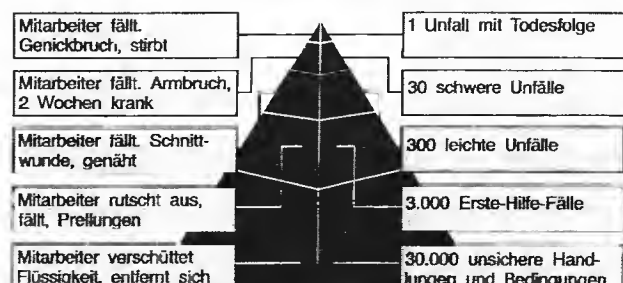 Mitarbeiter fällt.
Genickbruch, stirbt
1 Unfall mit Todesfolge
Mitarbeiter fällt. Armbruch,
2 Wochen krank
30 schwere Unfälle
Mitarbeiter fällt. Schnitt-
wunde, genäht
300 leichte Unfälle
Mitarbeiter rutscht aus,
fällt, Prellungen
3.000 Erste-Hilfe-Fälle
Mitarbeiter verschüttet
Flüssigkeit, entfernt sich
30.000 unsichere Hand-
lungen und Bedingungen